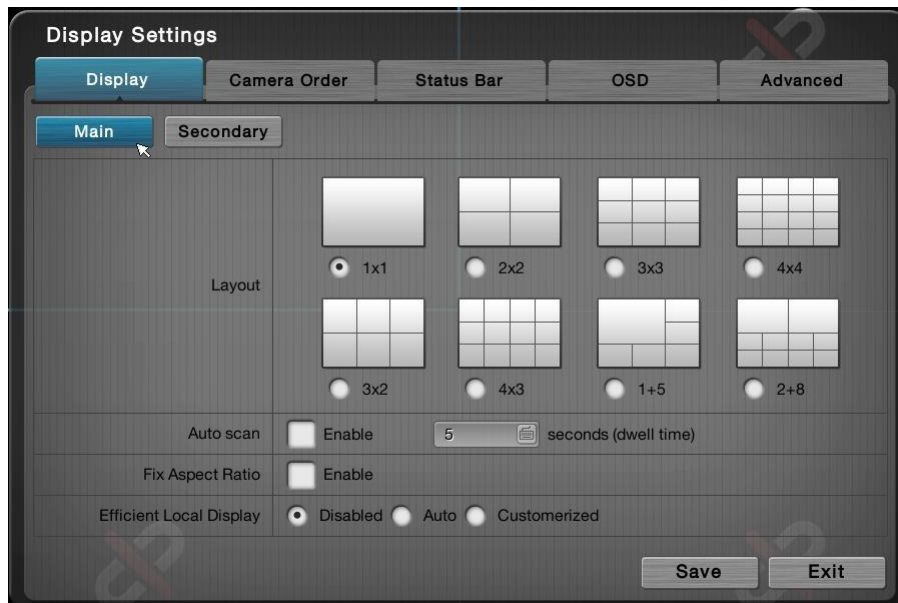 Display Settings
Display Camera Order Status Bar OSD Advanced
Main Secondary
Layout
1x1 2x2 3x3 4x4
3x2 4x3 1+5 2+8
Auto scan Enable 5 seconds (dwell time)
Fix Aspect Ratio Enable
Efficient Local Display Disabled Auto Customerized
Save Exit